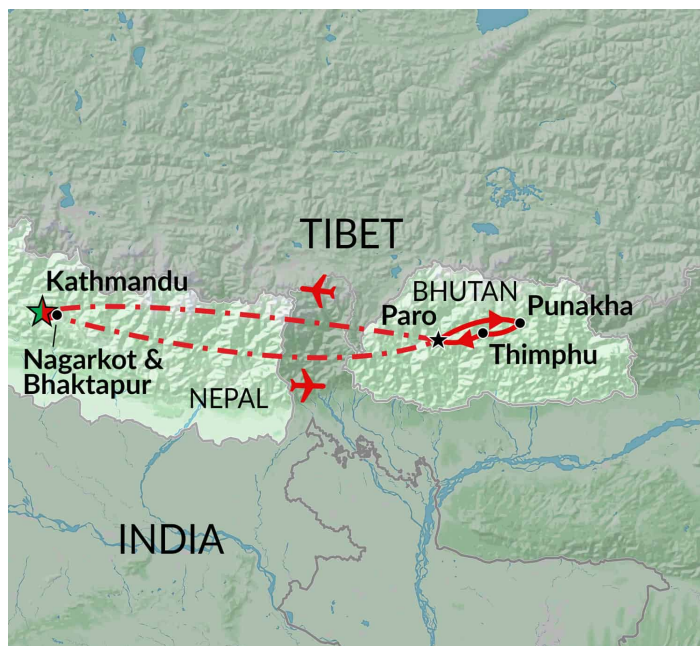 TIBET
Kathmandu
BHUTAN
Punakha
Paro
Thimphu
Nagarkot &
Bhaktapur
NEPAL
INDIA